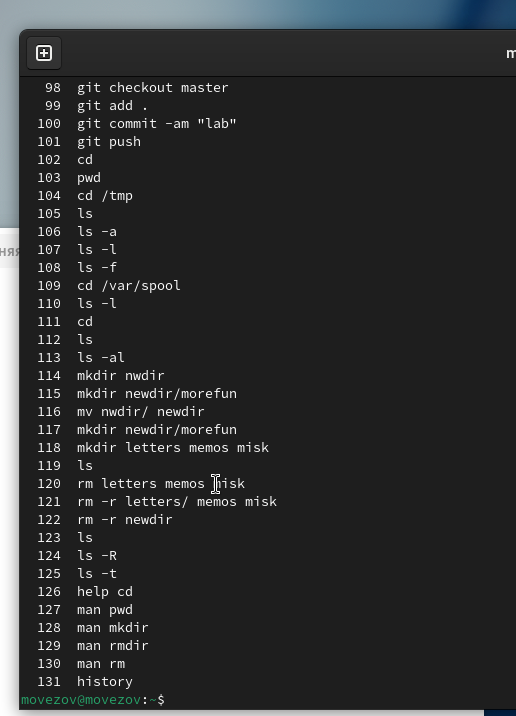 m
98 git checkout master
99 git add .
100 git commit -am "lab"
101 git push
102 cd
103 pwd
104 cd /tmp
105 ls
106 ls -a
107 ls -l
108 ls -f
109 cd /var/spool
110 ls -l
111 cd
112 ls
113 ls -al
114 mkdir nwdir
115 mkdir newdir/morefun
116 mv nwdir/ newdir
117 mkdir newdir/morefun
118 mkdir letters memos misk
119 ls
120 rm letters memos misk
121 rm -r letters/ memos misk
122 rm -r newdir
123 ls
124 ls -R
125 ls -t
126 help cd
127 man pwd
128 man mkdir
129 man rmdir
130 man rm
131 history
movezov@movezov:~$